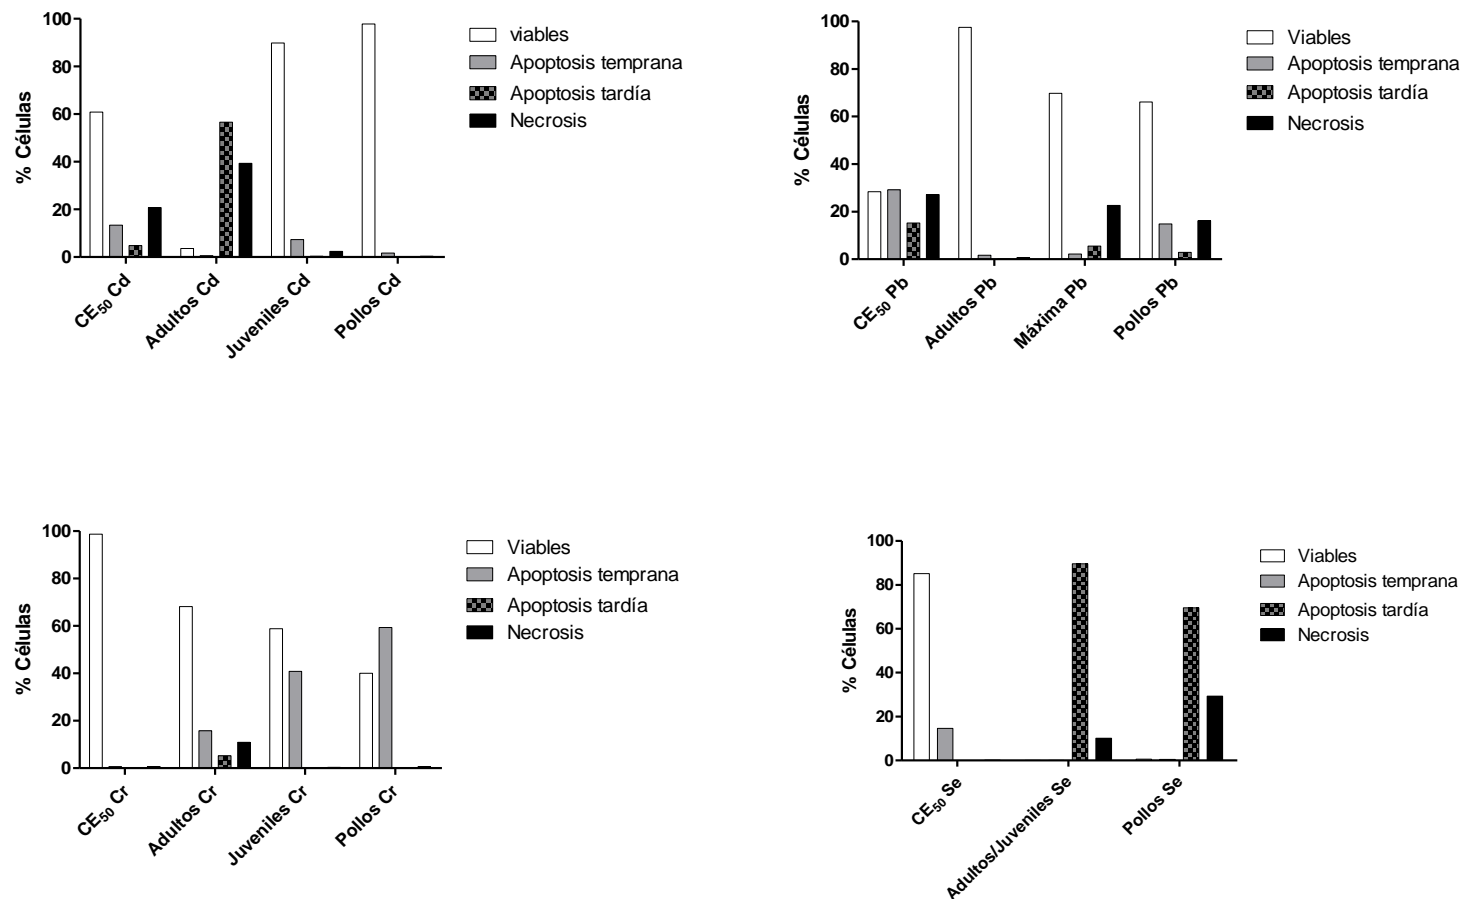 % Células
100
80
60
40
20
0
CE50 Cd
Adultos Cd
Juveniles Cd
Pollos Cd
viables
Apoptosis temprana
Apoptosis tardía
Necrosis
% Células
100
80
60
40
20
0
CE50 Pb
Adultos Pb
Máxima Pb
Pollos Pb
Viables
Apoptosis temprana
Apoptosis tardía
Necrosis
% Células
100
80
60
40
20
0
CE50 Cr
Adultos Cr
Juveniles Cr
Pollos Cr
Viables
Apoptosis temprana
Apoptosis tardía
Necrosis
% Células
100
80
60
40
20
0
CE50 Se
Adultos/Juveniles Se
Pollos Se
Viables
Apoptosis temprana
Apoptosis tardía
Necrosis